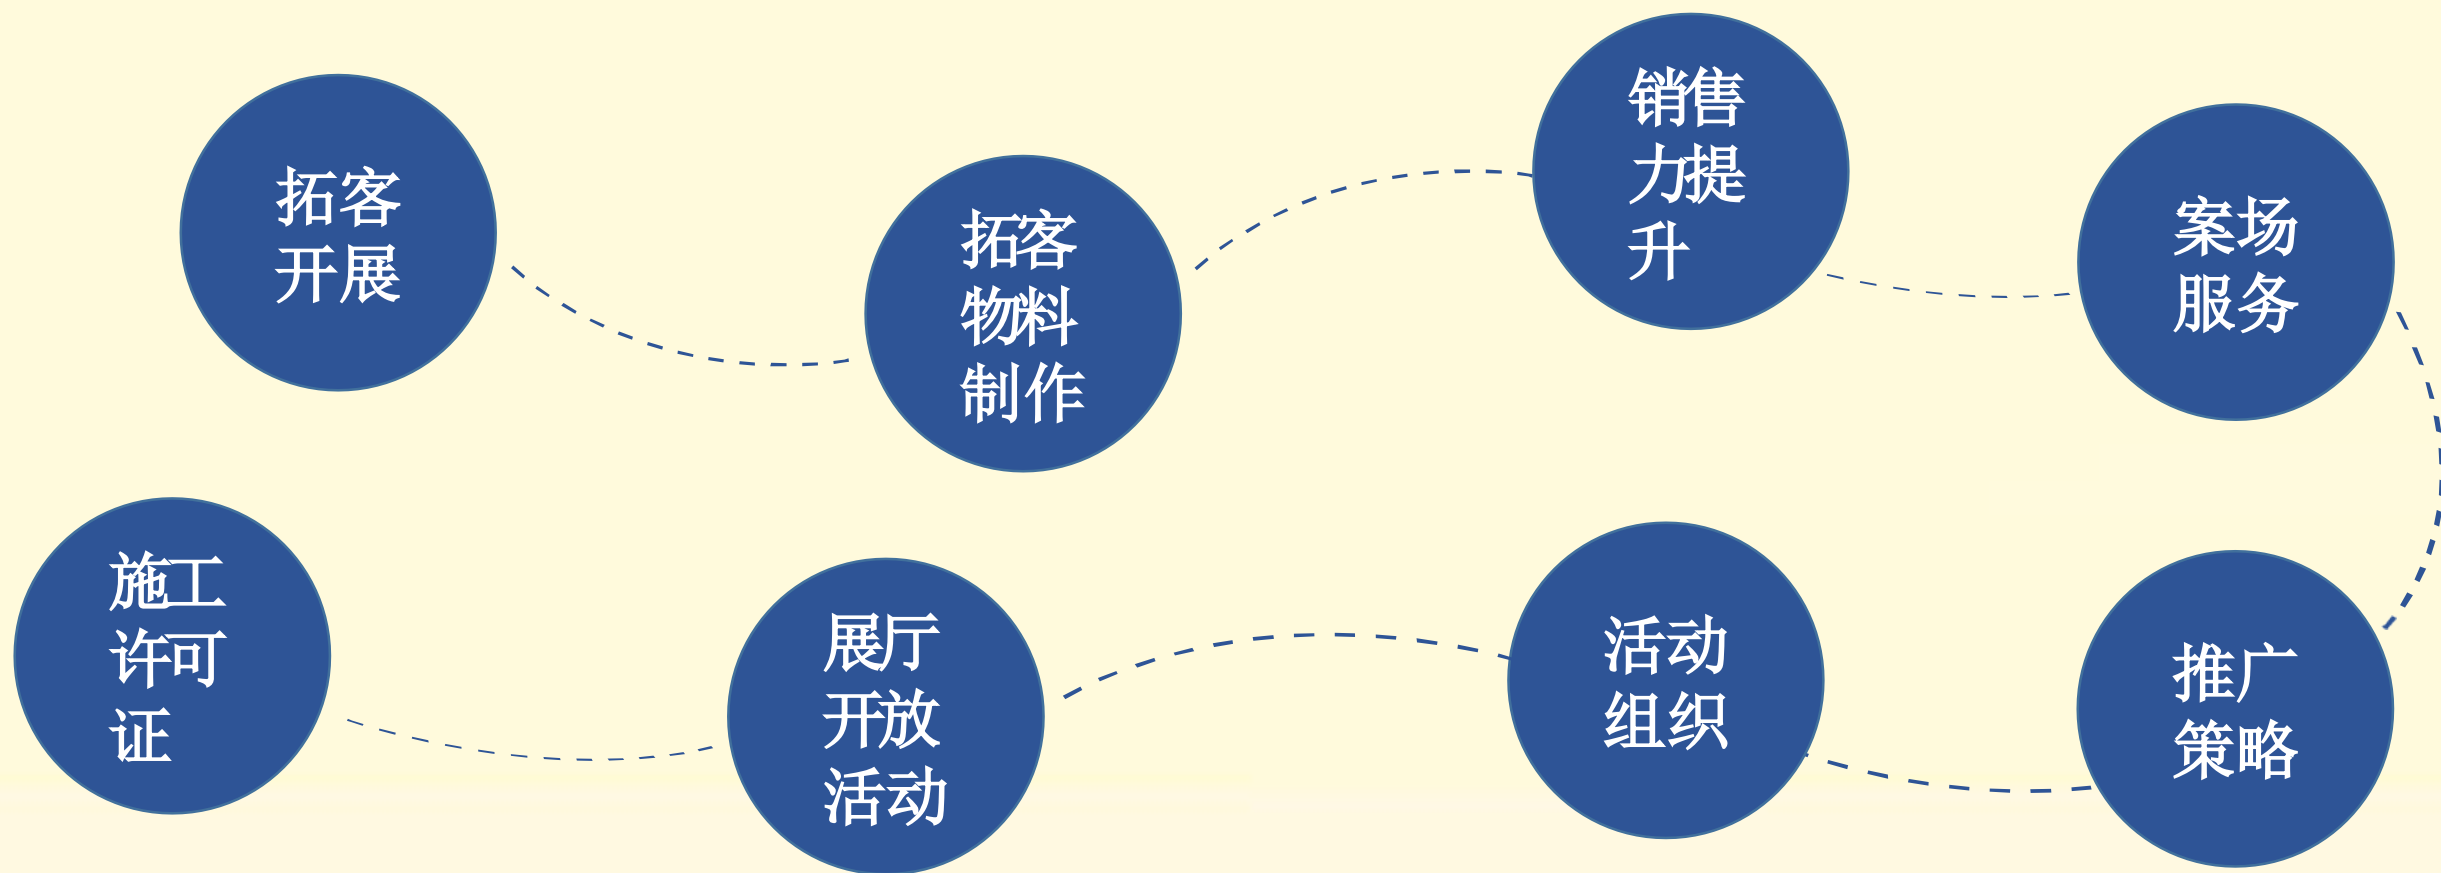 拓客
开展
拓客
物料
制作
销售
力提
升
案场
服务
施工
许可
证
展厅
开放
活动
活动
组织
推广
策略